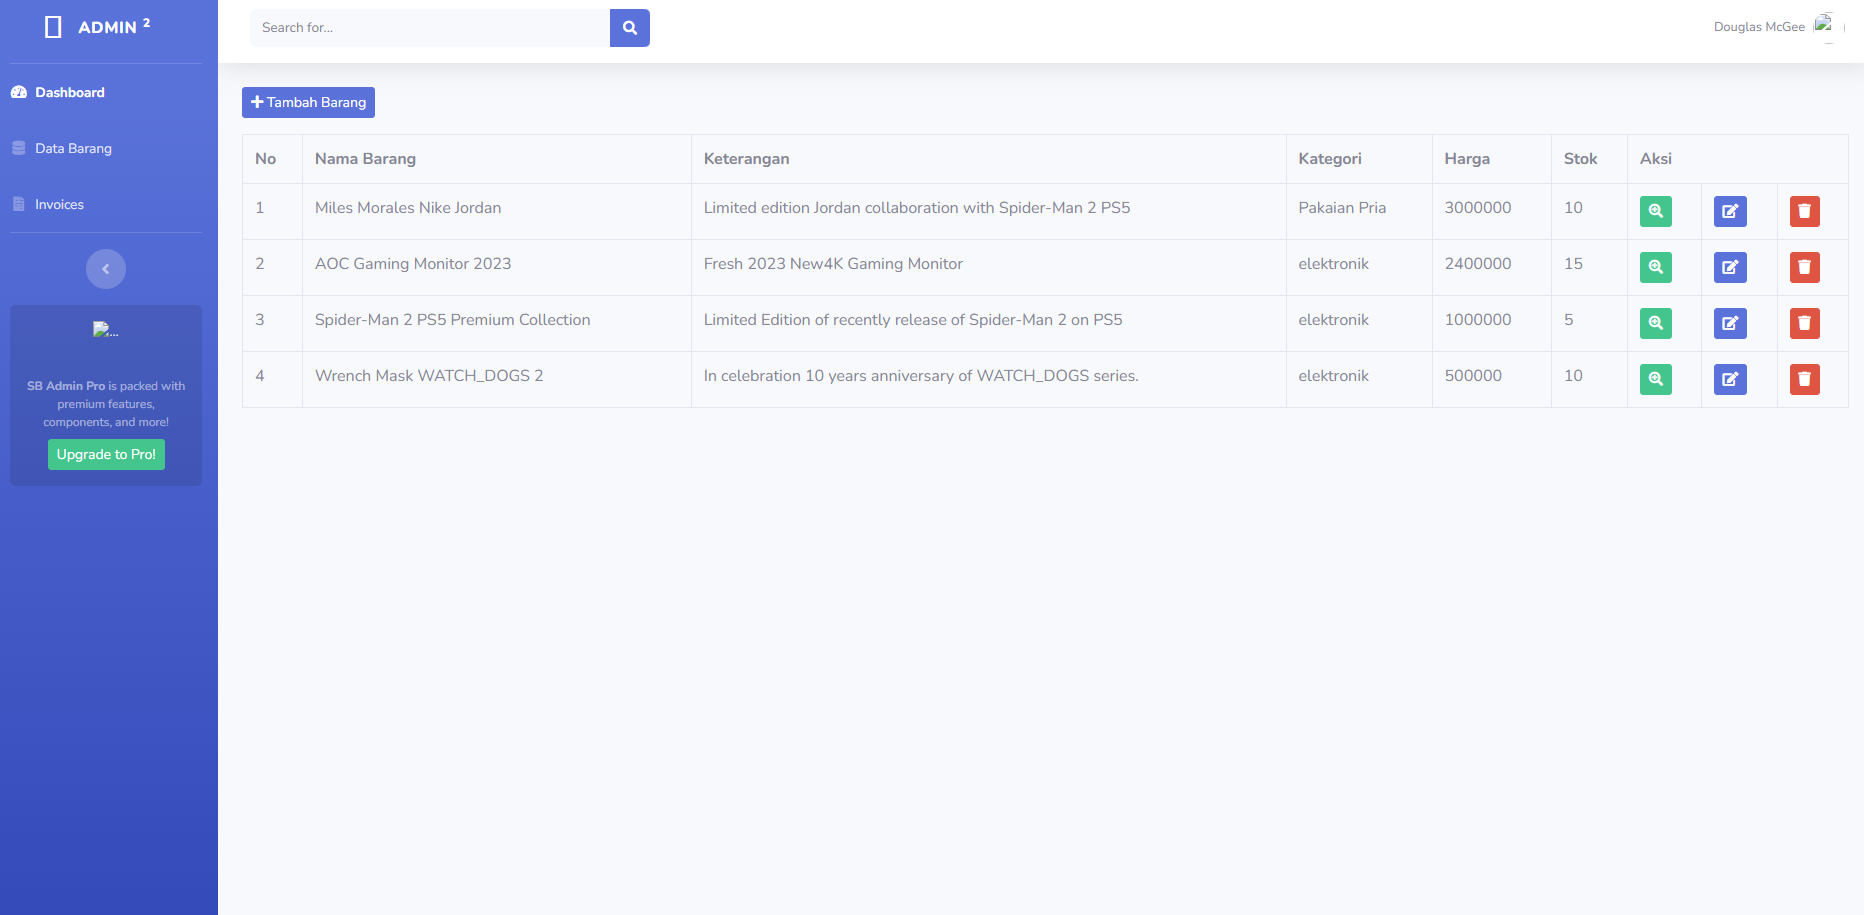 ADMIN 2
Search for...
Douglas McGee
Dashboard
Data Barang
Invoices
...
SB Admin Pro is packed with
premium features,
components, and more!
Upgrade to Pro!
Tambah Barang
No Nama Barang Keterangan Kategori Harga Stok Aksi
1 Miles Morales Nike Jordan Limited edition Jordan collaboration with Spider-Man 2 PS5 Pakaian Pria 3000000 10
2 AOC Gaming Monitor 2023 Fresh 2023 New4K Gaming Monitor elektronik 2400000 15
3 Spider-Man 2 PS5 Premium Collection Limited Edition of recently release of Spider-Man 2 on PS5 elektronik 1000000 5
4 Wrench Mask WATCH_DOGS 2 In celebration 10 years anniversary of WATCH_DOGS series. elektronik 500000 10